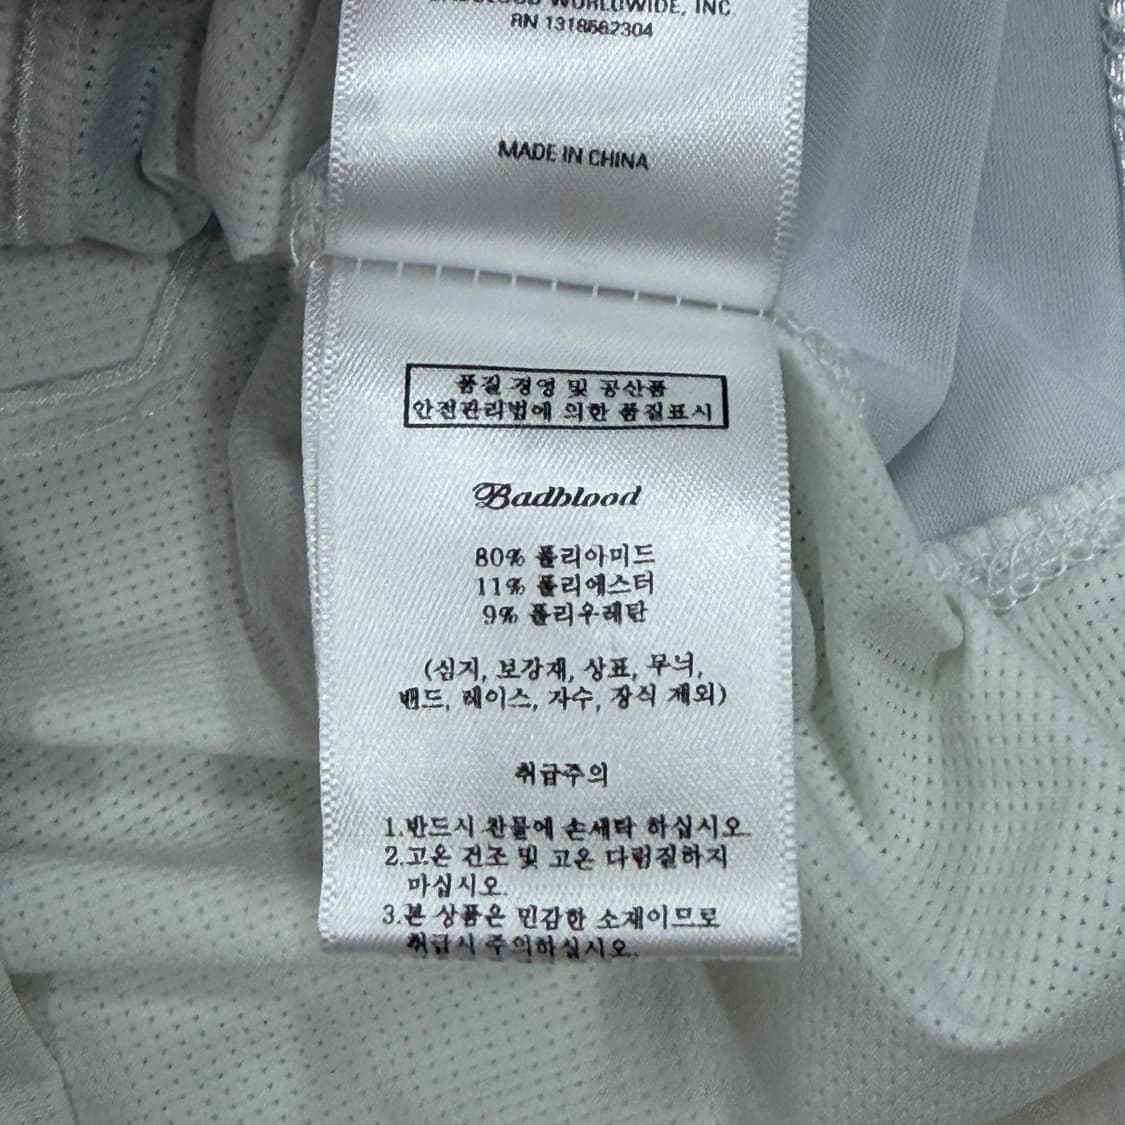 WORLDWIDE, INC.
RN 1318562304
MADE IN CHINA
품질 경영 및 공산품
안전관리법에 의한 품질표시
Badblood
80% 폴리아미드
11% 폴리에스터
9% 폴리우레탄
(심지, 보강재, 상표, 무늬,
밴드, 레이스, 자수, 장식 제외)
취급주의
1.반드시 찬물에 손세탁 하십시오.
2.고온 건조 및 고온 다림질하지
마십시오.
3.본 상품은 민감한 소재이므로
취급시 주의하십시오.